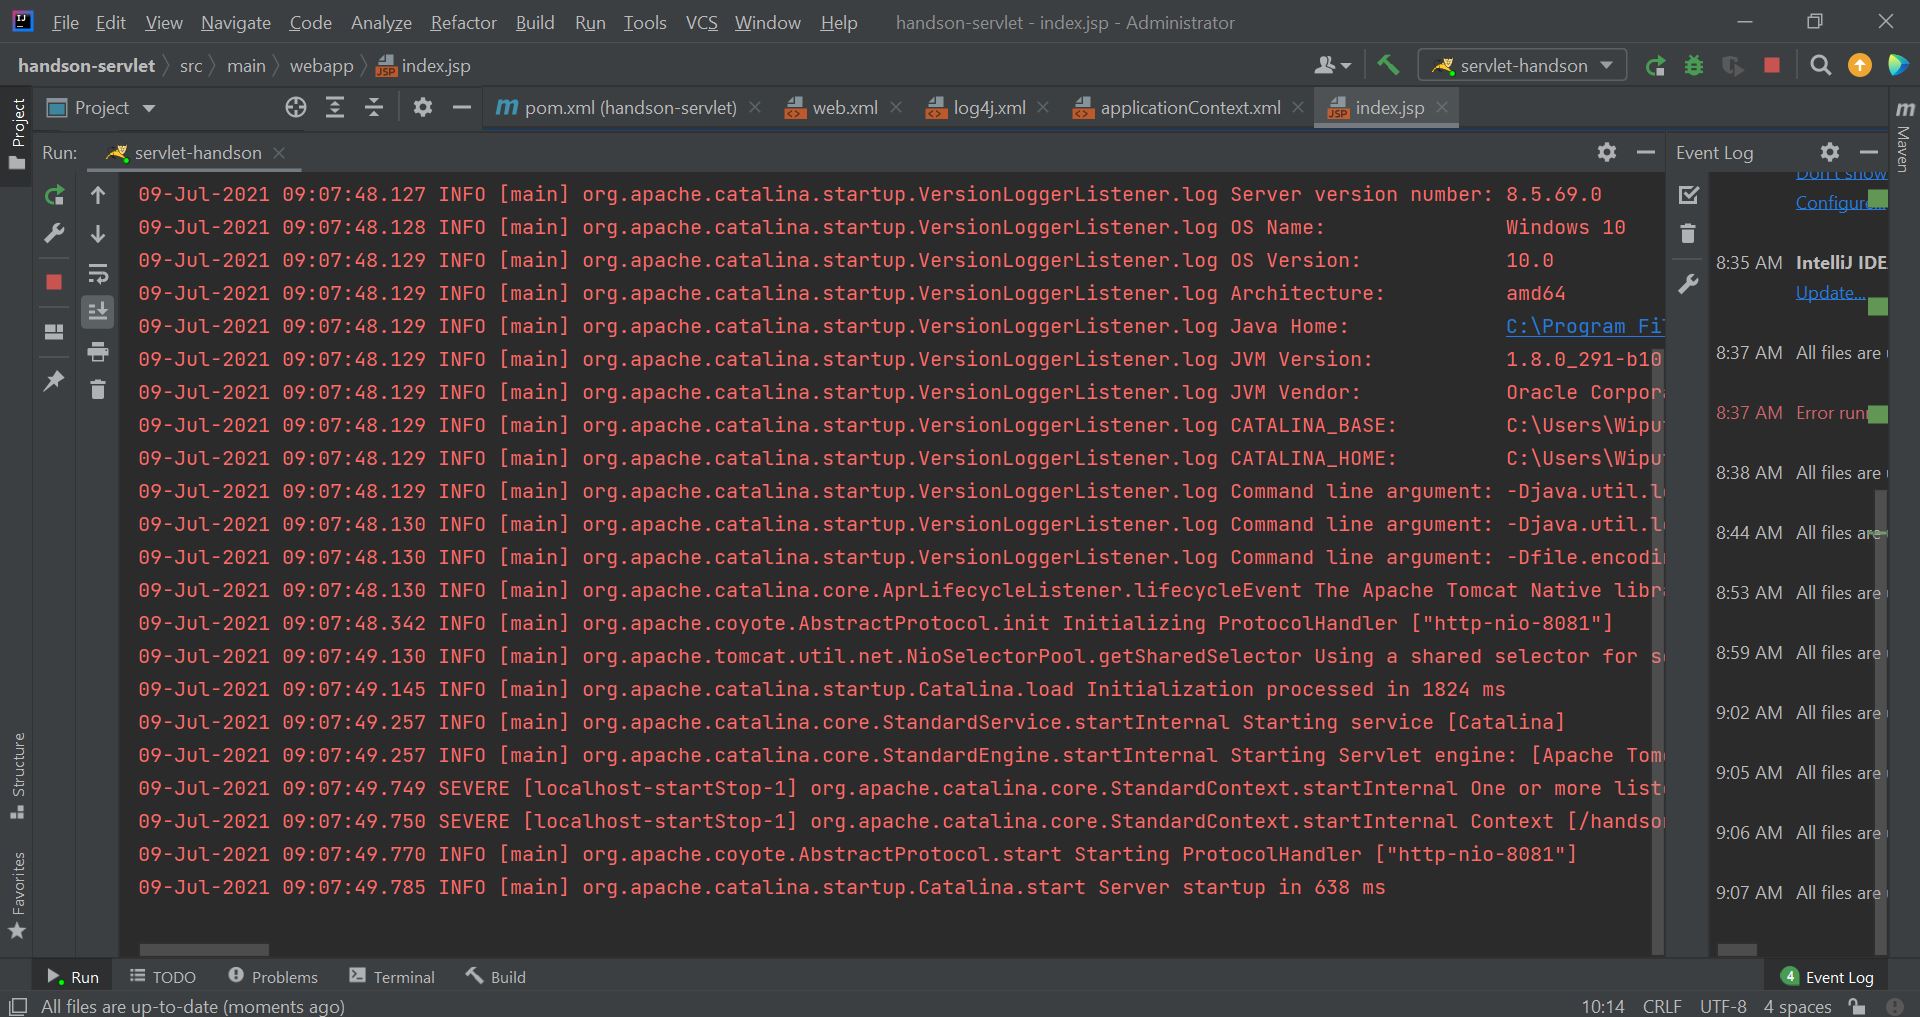 File Edit View Navigate Code Analyze Refactor Build Run Tools VCS Window Help handson-servlet - index.jsp - Administrator
handson-servlet src main webapp index.jsp servlet-handson
Project pom.xml (handson-servlet) web.xml log4j.xml applicationContext.xml index.jsp
Project
Maven
Run: servlet-handson
09-Jul-2021 09:07:48.127 INFO [main] org.apache.catalina.startup.VersionLoggerListener.log Server version number: 8.5.69.0
09-Jul-2021 09:07:48.128 INFO [main] org.apache.catalina.startup.VersionLoggerListener.log OS Name: Windows 10
09-Jul-2021 09:07:48.129 INFO [main] org.apache.catalina.startup.VersionLoggerListener.log OS Version: 10.0
09-Jul-2021 09:07:48.129 INFO [main] org.apache.catalina.startup.VersionLoggerListener.log Architecture: amd64
09-Jul-2021 09:07:48.129 INFO [main] org.apache.catalina.startup.VersionLoggerListener.log Java Home: C:\Program Fi
09-Jul-2021 09:07:48.129 INFO [main] org.apache.catalina.startup.VersionLoggerListener.log JVM Version: 1.8.0_291-b10
09-Jul-2021 09:07:48.129 INFO [main] org.apache.catalina.startup.VersionLoggerListener.log JVM Vendor: Oracle Corpor
09-Jul-2021 09:07:48.129 INFO [main] org.apache.catalina.startup.VersionLoggerListener.log CATALINA_BASE: C:\Users\Wipu
09-Jul-2021 09:07:48.129 INFO [main] org.apache.catalina.startup.VersionLoggerListener.log CATALINA_HOME: C:\Users\Wipu
09-Jul-2021 09:07:48.129 INFO [main] org.apache.catalina.startup.VersionLoggerListener.log Command line argument: -Djava.util.l
09-Jul-2021 09:07:48.130 INFO [main] org.apache.catalina.startup.VersionLoggerListener.log Command line argument: -Djava.util.l
09-Jul-2021 09:07:48.130 INFO [main] org.apache.catalina.startup.VersionLoggerListener.log Command line argument: -Dfile.encodi
09-Jul-2021 09:07:48.130 INFO [main] org.apache.catalina.core.AprLifecycleListener.lifecycleEvent The Apache Tomcat Native libr
09-Jul-2021 09:07:48.342 INFO [main] org.apache.coyote.AbstractProtocol.init Initializing ProtocolHandler ["http-nio-8081"]
09-Jul-2021 09:07:49.130 INFO [main] org.apache.tomcat.util.net.NioSelectorPool.getSharedSelector Using a shared selector for s
09-Jul-2021 09:07:49.145 INFO [main] org.apache.catalina.startup.Catalina.load Initialization processed in 1824 ms
09-Jul-2021 09:07:49.257 INFO [main] org.apache.catalina.core.StandardService.startInternal Starting service [Catalina]
09-Jul-2021 09:07:49.257 INFO [main] org.apache.catalina.core.StandardEngine.startInternal Starting Servlet engine: [Apache Tom
09-Jul-2021 09:07:49.749 SEVERE [localhost-startStop-1] org.apache.catalina.core.StandardContext.startInternal One or more list
09-Jul-2021 09:07:49.750 SEVERE [localhost-startStop-1] org.apache.catalina.core.StandardContext.startInternal Context [/handso
09-Jul-2021 09:07:49.770 INFO [main] org.apache.coyote.AbstractProtocol.start Starting ProtocolHandler ["http-nio-8081"]
09-Jul-2021 09:07:49.785 INFO [main] org.apache.catalina.startup.Catalina.start Server startup in 638 ms
Event Log
Don't show
Configure...
8:35 AM IntelliJ IDE
Update...
8:37 AM All files are
8:37 AM Error run
8:38 AM All files are
8:44 AM All files are
8:53 AM All files are
8:59 AM All files are
9:02 AM All files are
9:05 AM All files are
9:06 AM All files are
9:07 AM All files are
Structure
Favorites
Run TODO Problems Terminal Build 4 Event Log
All files are up-to-date (moments ago) 10:14 CRLF UTF-8 4 spaces